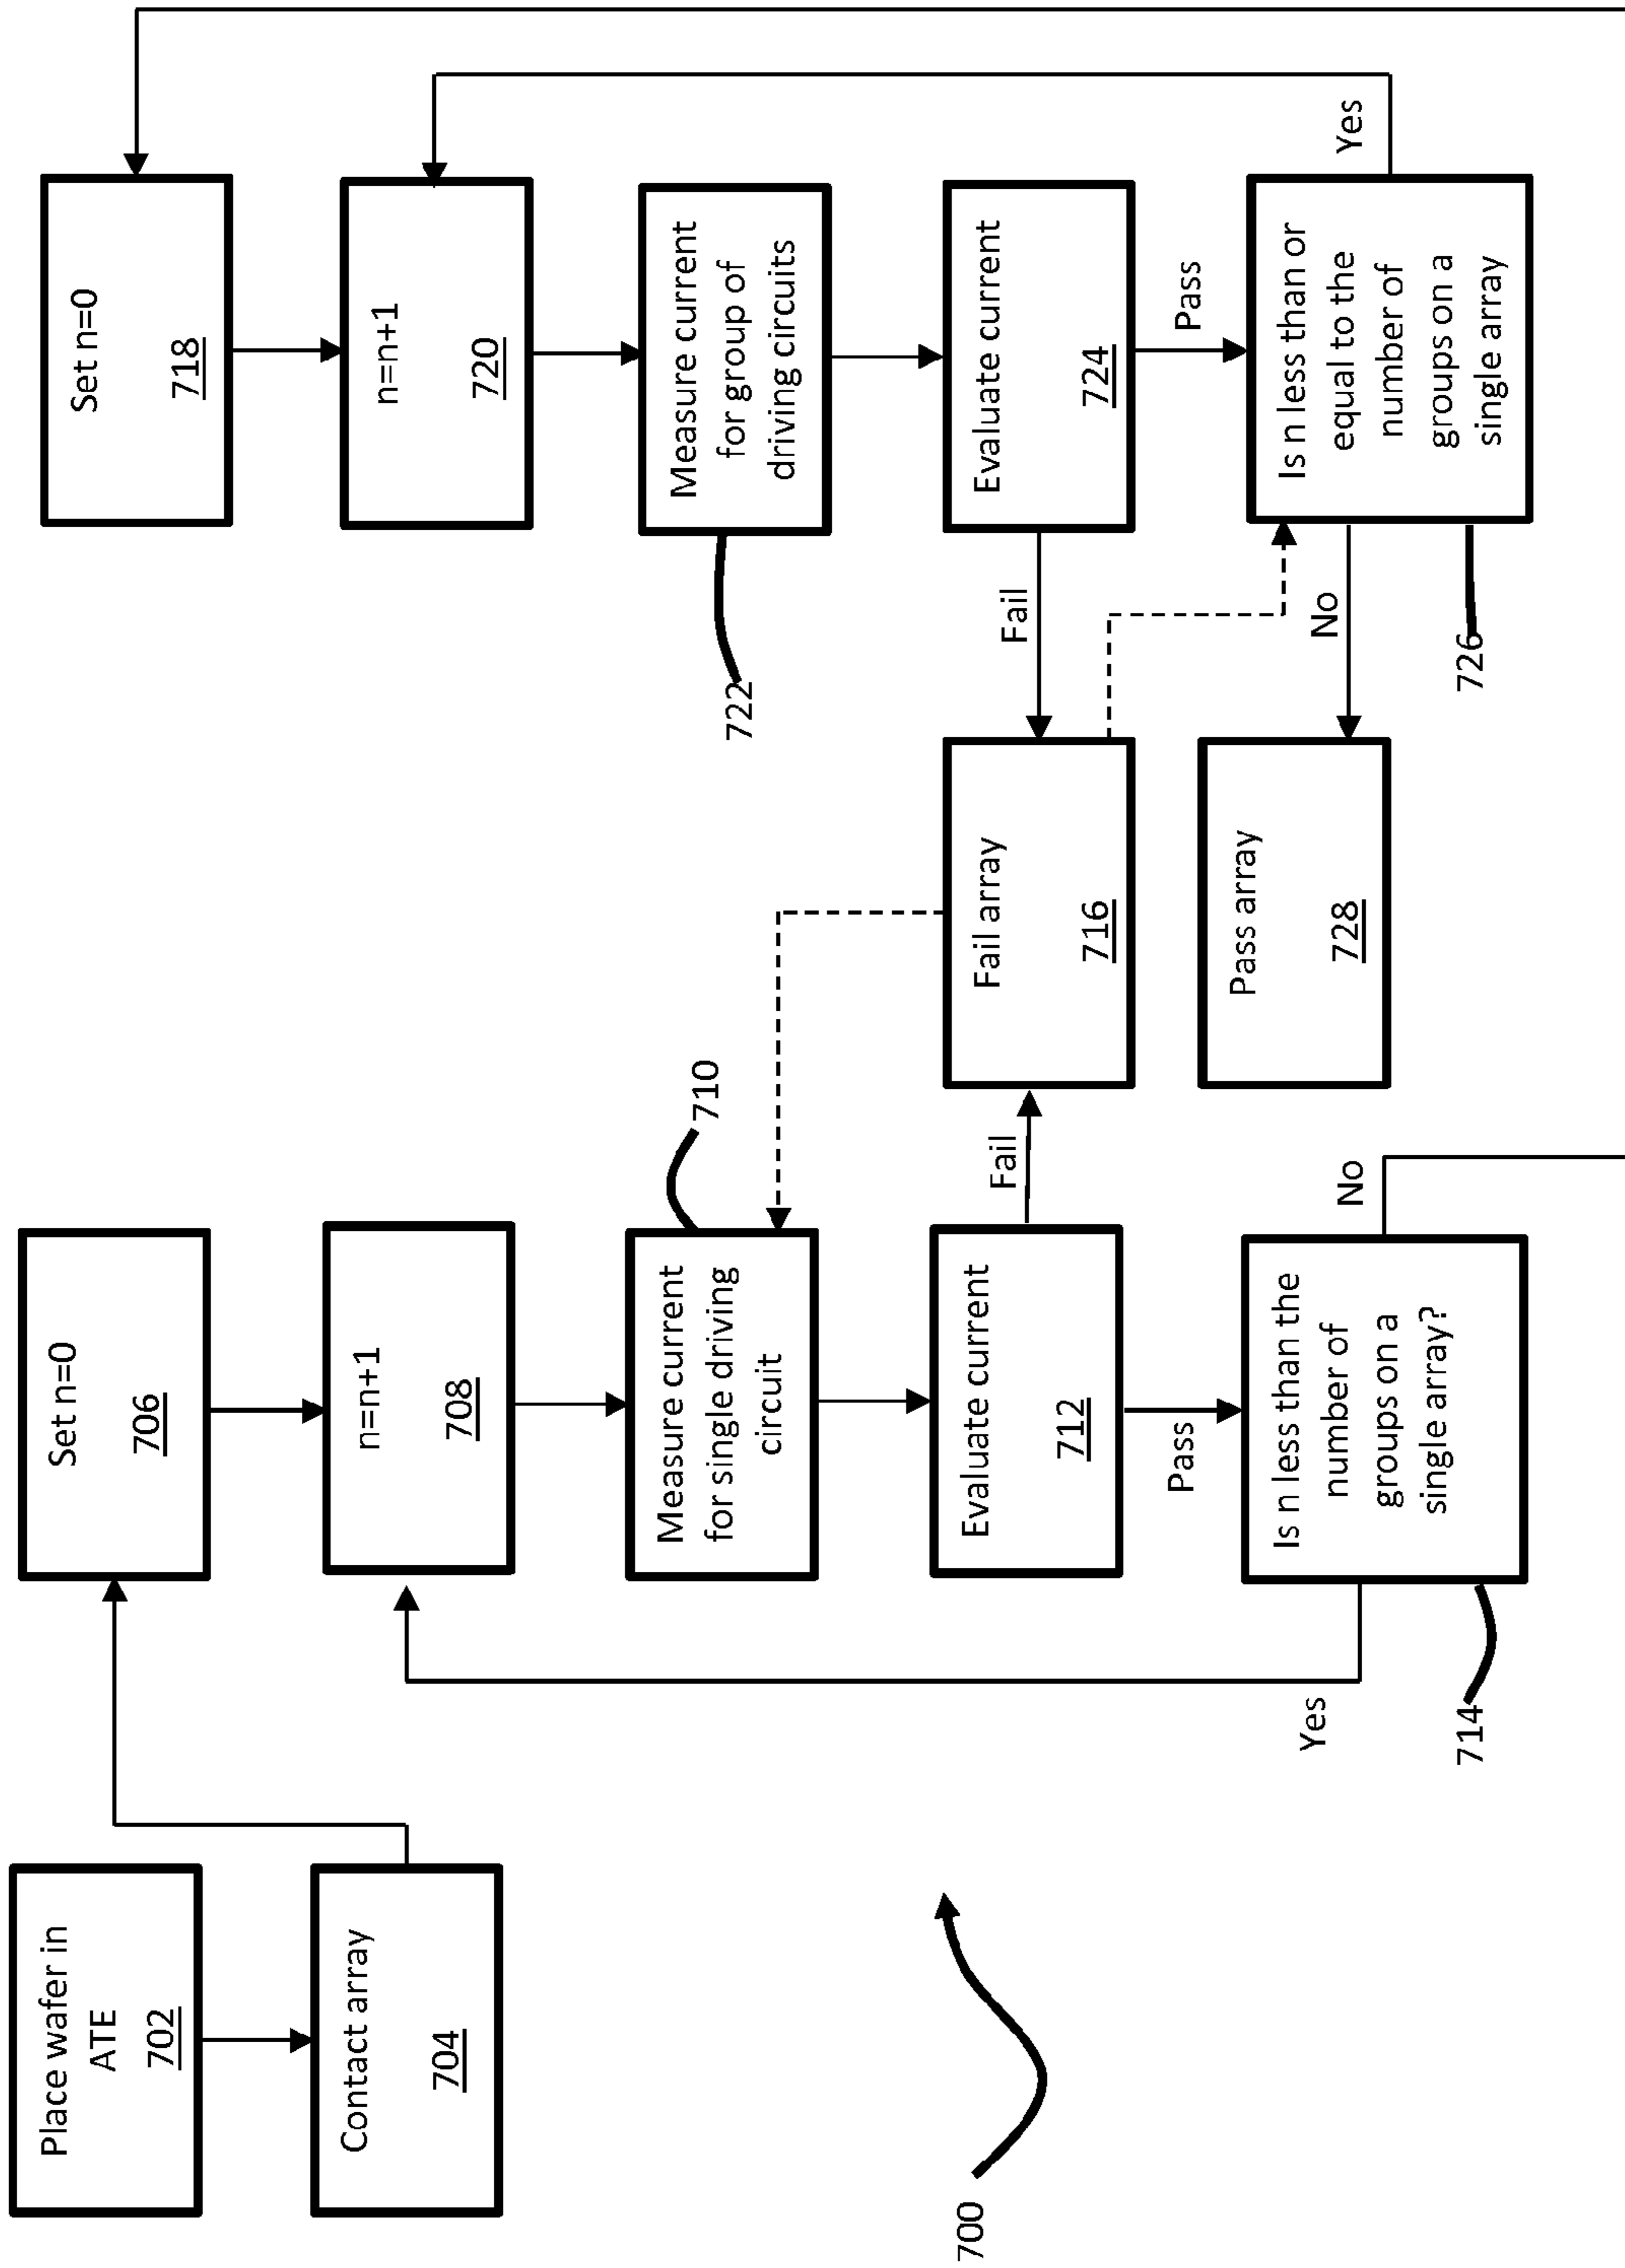 Place wafer in
ATE
702
Contact array
704
700
Set n=0
706
n=n+1
708
Measure current
for single driving
circuit
710
Evaluate current
712
Pass
Fail
Is n less than the
number of
groups on a
single array?
714
Yes
No
Fail array
716
Pass array
728
Set n=0
718
n=n+1
720
Measure current
for group of
driving circuits
722
Evaluate current
724
Fail
Pass
Is n less than or
equal to the
number of
groups on a
single array
726
No
Yes